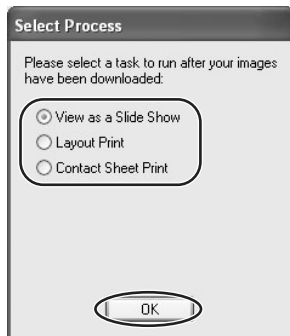 Select Process
Please select a task to run after your images
have been downloaded:
View as a Slide Show
Layout Print
Contact Sheet Print
OK